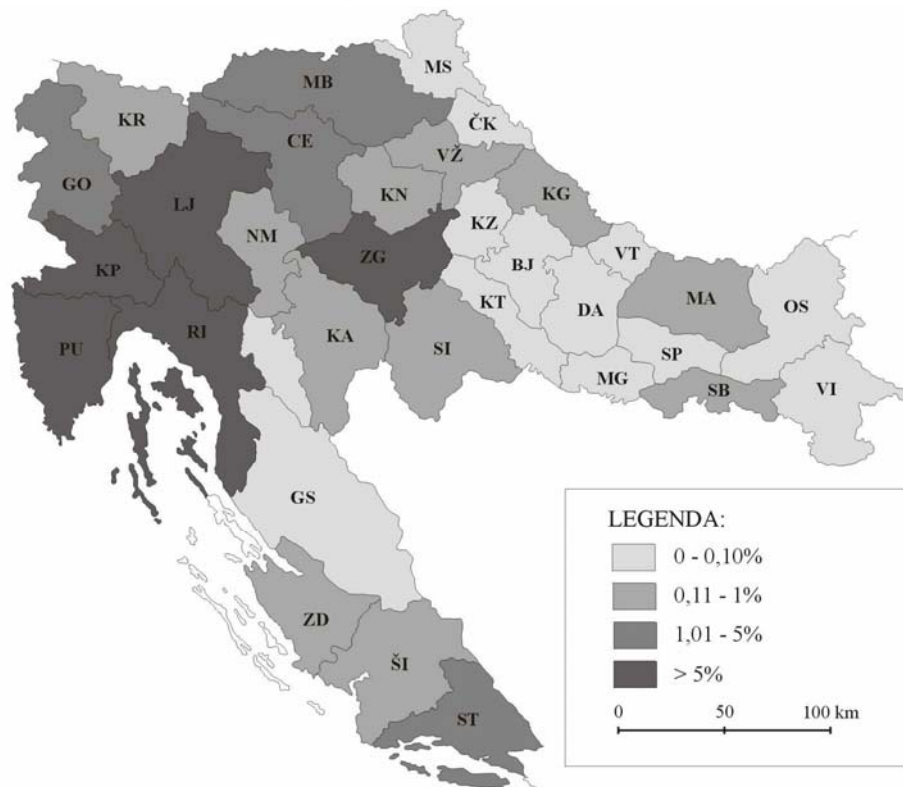 MS
MB
KR
ČK
CE
VŽ
GO
KN
KG
LJ
NM
KZ
VT
ZG
BJ
KP
KT
DA
MA
OS
RI
PU
KA
SI
SP
MG
SB
VI
GS
ZD
ŠI
ST
LEGENDA:
0 - 0,10%
0,11 - 1%
1,01 - 5%
> 5%
0 50 100 km